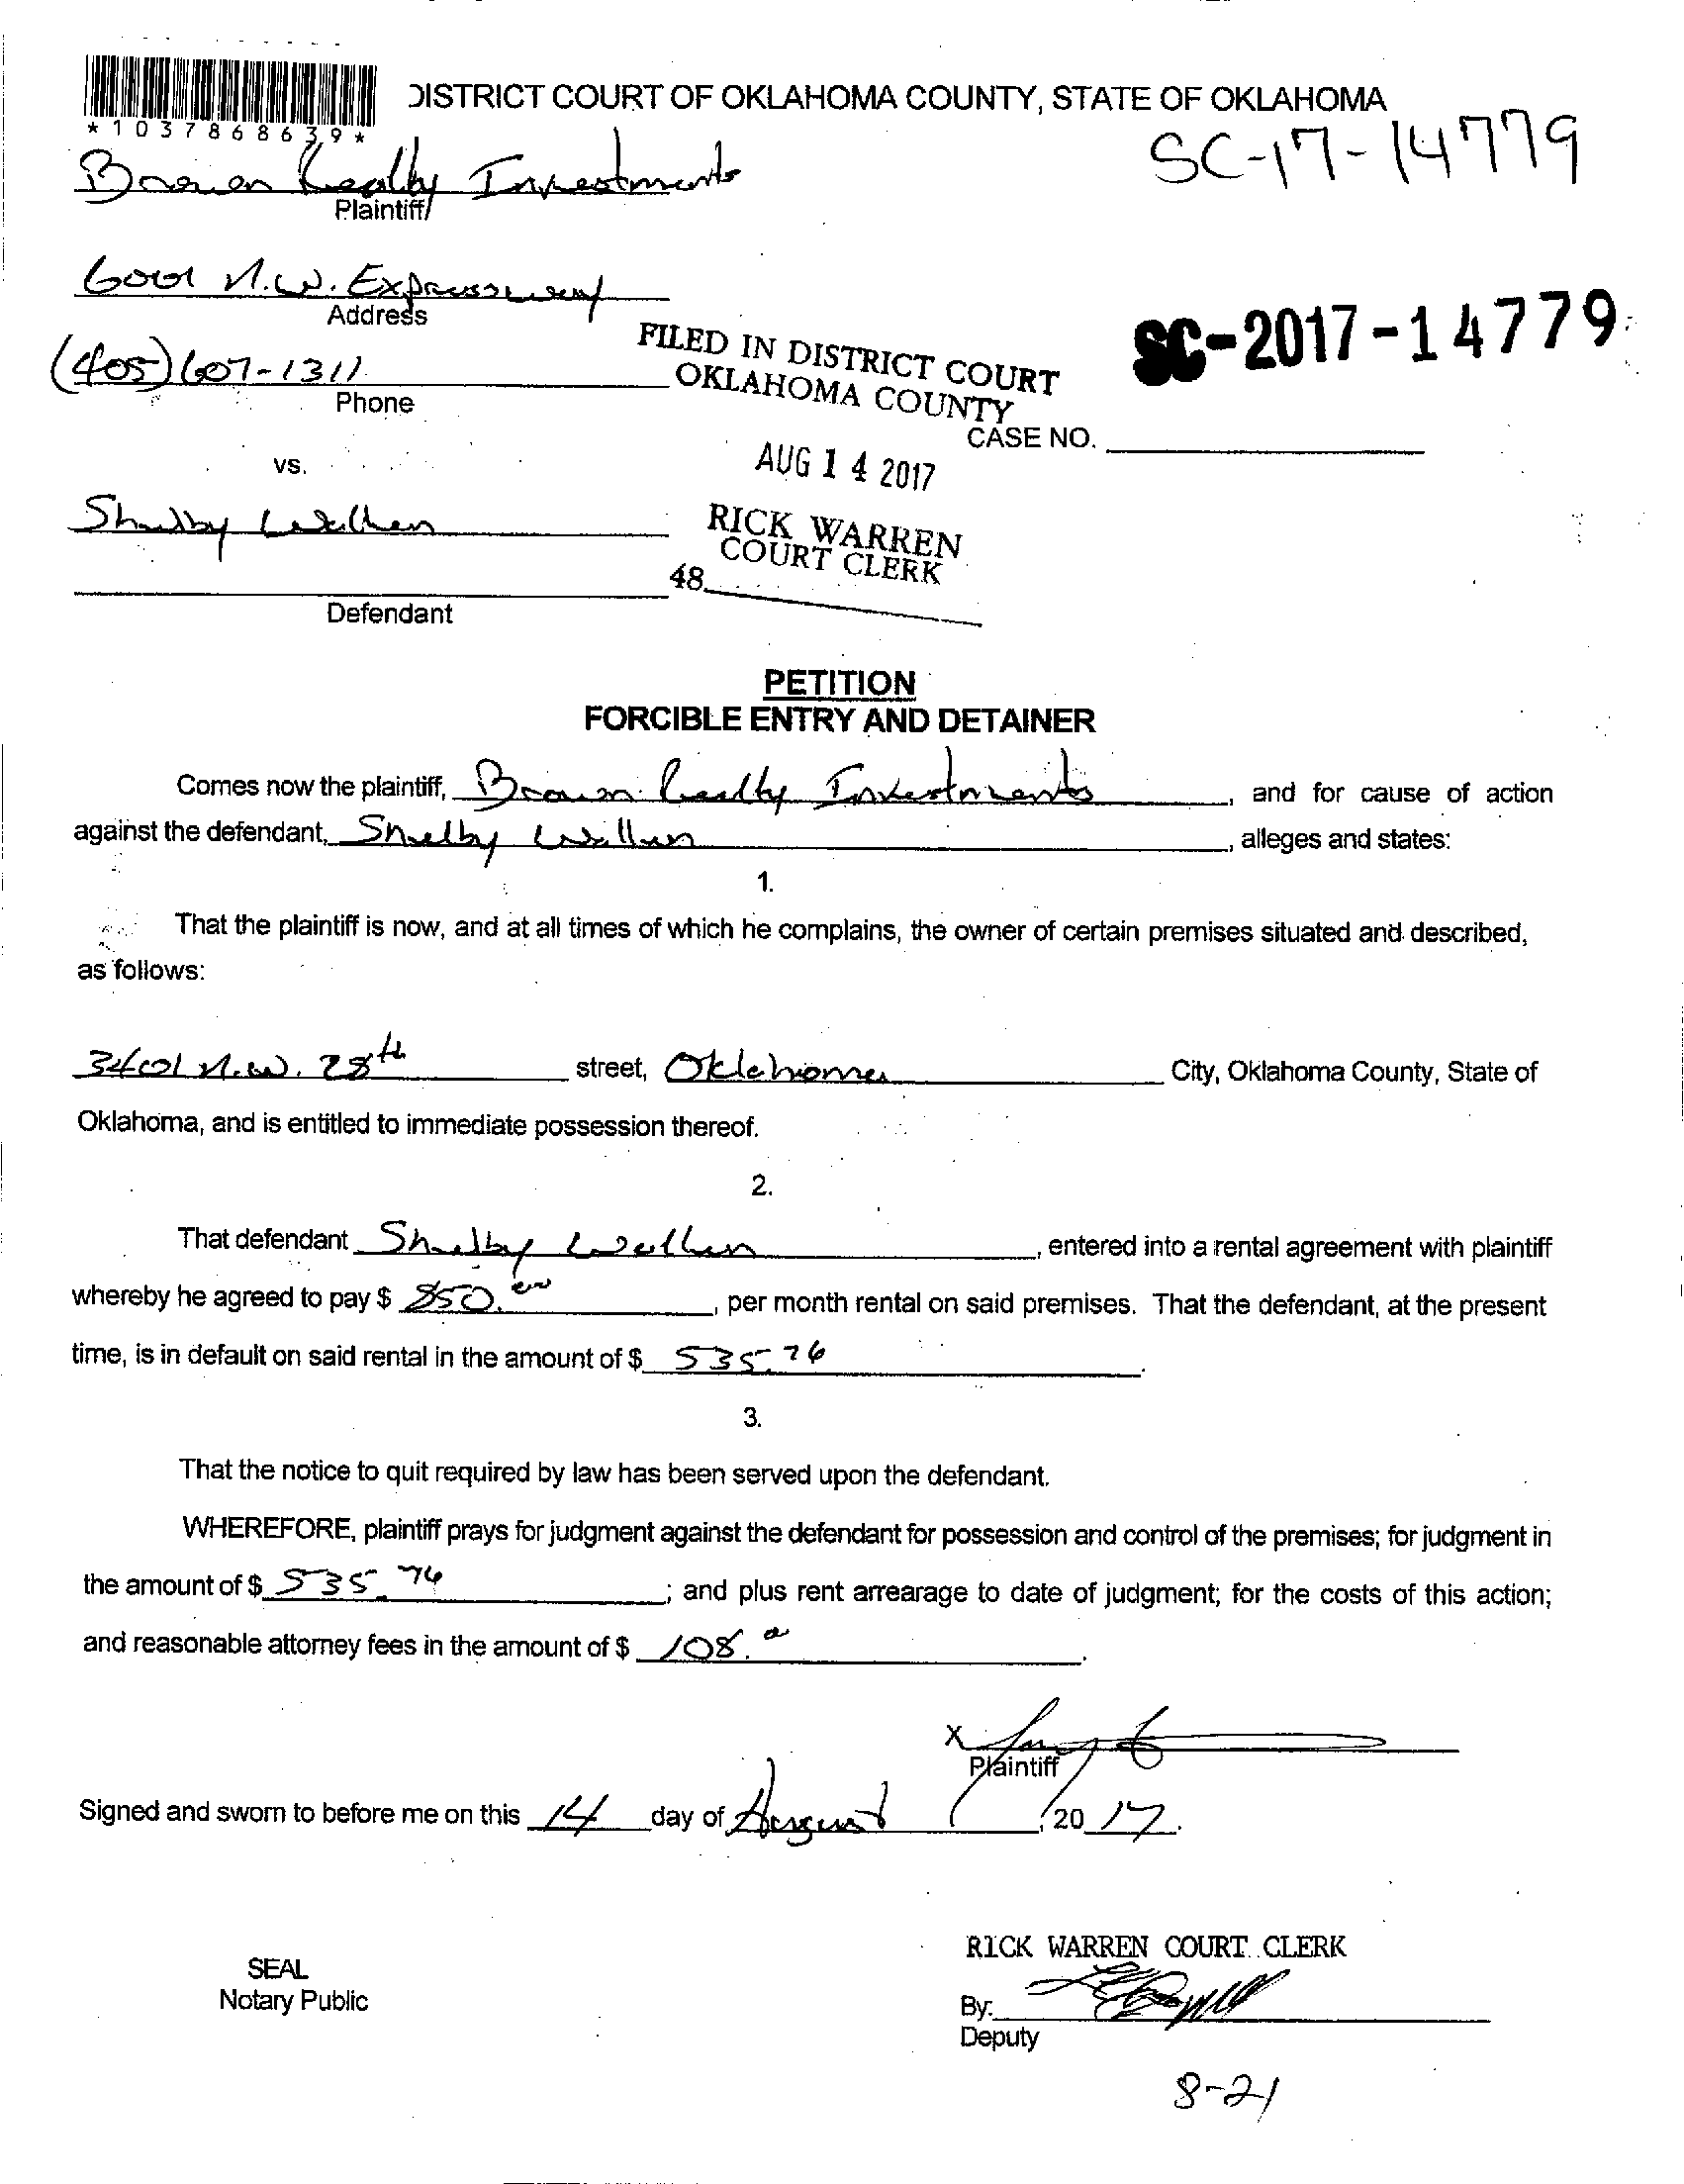 DISTRICT COURT OF OKLAHOMA COUNTY, STATE OF OKLAHOMA
*1037868639*
SC-17-14779
Brown Realty Investments
Plaintiff
6001 N.W. Expressway
Address
SC-2017-14779
FILED IN DISTRICT COURT
OKLAHOMA COUNTY
(405) 607-1311
Phone
CASE NO.
vs.
AUG 14 2017
Shelby
RICK WARREN
COURT CLERK
48
Defendant
PETITION
FORCIBLE ENTRY AND DETAINER
Comes now the plaintiff, Brown Realty Investments, and for cause of action
against the defendant, Shelby, alleges and states:
1.
That the plaintiff is now, and at all times of which he complains, the owner of certain premises situated and described,
as follows:
3401 N.W. 28th street, Oklahoma City, Oklahoma County, State of
Oklahoma, and is entitled to immediate possession thereof.
2.
That defendant Shelby, entered into a rental agreement with plaintiff
whereby he agreed to pay $ 850.00, per month rental on said premises. That the defendant, at the present
time, is in default on said rental in the amount of $ 535.76.
3.
That the notice to quit required by law has been served upon the defendant.
WHEREFORE, plaintiff prays for judgment against the defendant for possession and control of the premises; for judgment in
the amount of $ 535.76; and plus rent arrearage to date of judgment; for the costs of this action;
and reasonable attorney fees in the amount of $ 108.
X
Plaintiff
Signed and sworn to before me on this 14 day of August, 20 17.
RICK WARREN COURT CLERK
SEAL
Notary Public
By:
Deputy
8-21